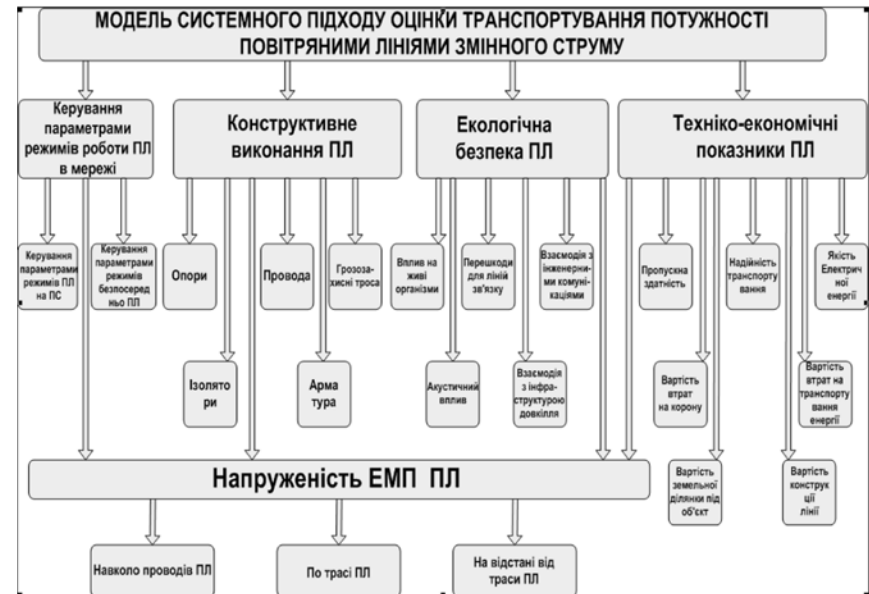 МОДЕЛЬ СИСТЕМНОГО ПІДХОДУ ОЦІНКИ ТРАНСПОРТУВАННЯ ПОТУЖНОСТІ
ПОВІТРЯНИМИ ЛІНІЯМИ ЗМІННОГО СТРУМУ
Керування
параметрами
режимів роботи ПЛ
в мережі
Конструктивне
виконання ПЛ
Екологічна
безпека ПЛ
Техніко-економічні
показники ПЛ
Керування
параметрами
режимів ПЛ
на ПС
Керування
параметрами
режимів
безпосеред
ньо ПЛ
Опори
Провода
Грозоза-
хисні троса
Вплив на
живі
організми
Перешкоди
для ліній
зв'язку
Взаємодія з
інженерни-
ми комуні-
каціями
Пропускна
здатність
Надійність
транспорту
вання
Якість
Електрич
ної
енергії
Ізолято
ри
Арма
тура
Акустичний
вплив
Взаємодія
з інфра-
структурою
довкілля
Вартість
втрат
на корону
Вартість
втрат на
транспорту
вання
енергії
Напруженість ЕМП ПЛ
Вартість
земельної
ділянки під
об'єкт
Вартість
конструк
ції
лінії
Навколо проводів ПЛ
По трасі ПЛ
На відстані від
траси ПЛ